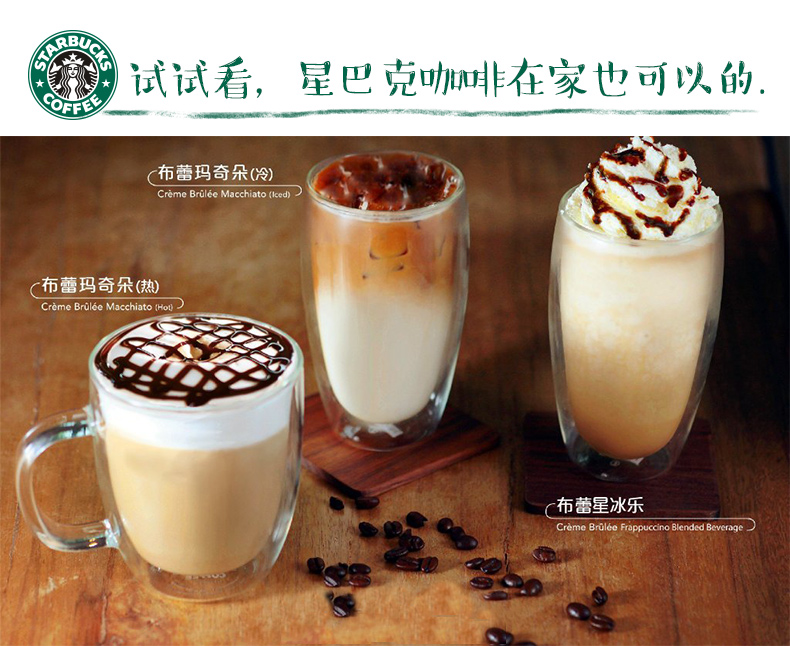 STARBUCKS
COFFEE
试试看，星巴克咖啡在家也可以的.
布蕾玛奇朵(冷)
Crème Brûlée Macchiato (Iced)
布蕾玛奇朵(热)
Crème Brûlée Macchiato (Hot)
布蕾星冰乐
Crème Brûlée Frappuccino Blended Beverage